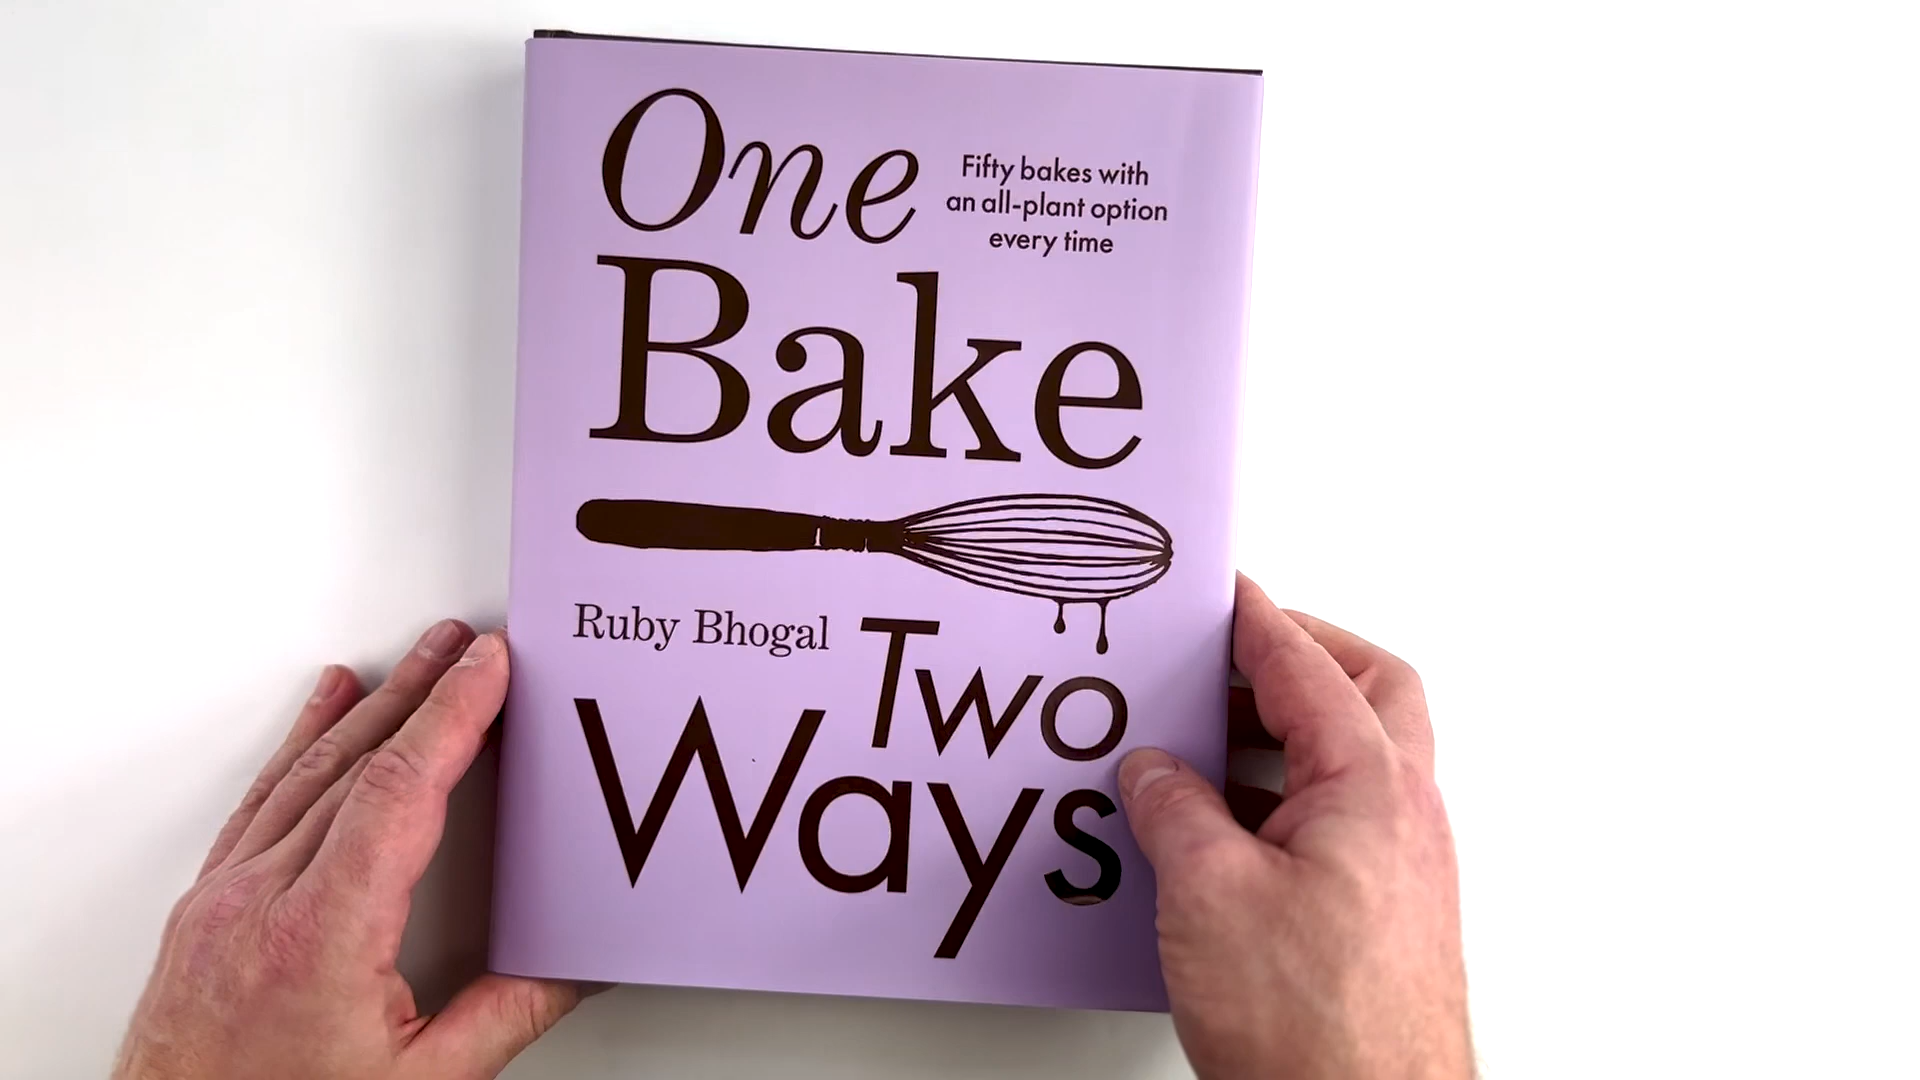 One
Fifty bakes with
an all-plant option
every time
Bake
Ruby Bhogal
Two
Ways